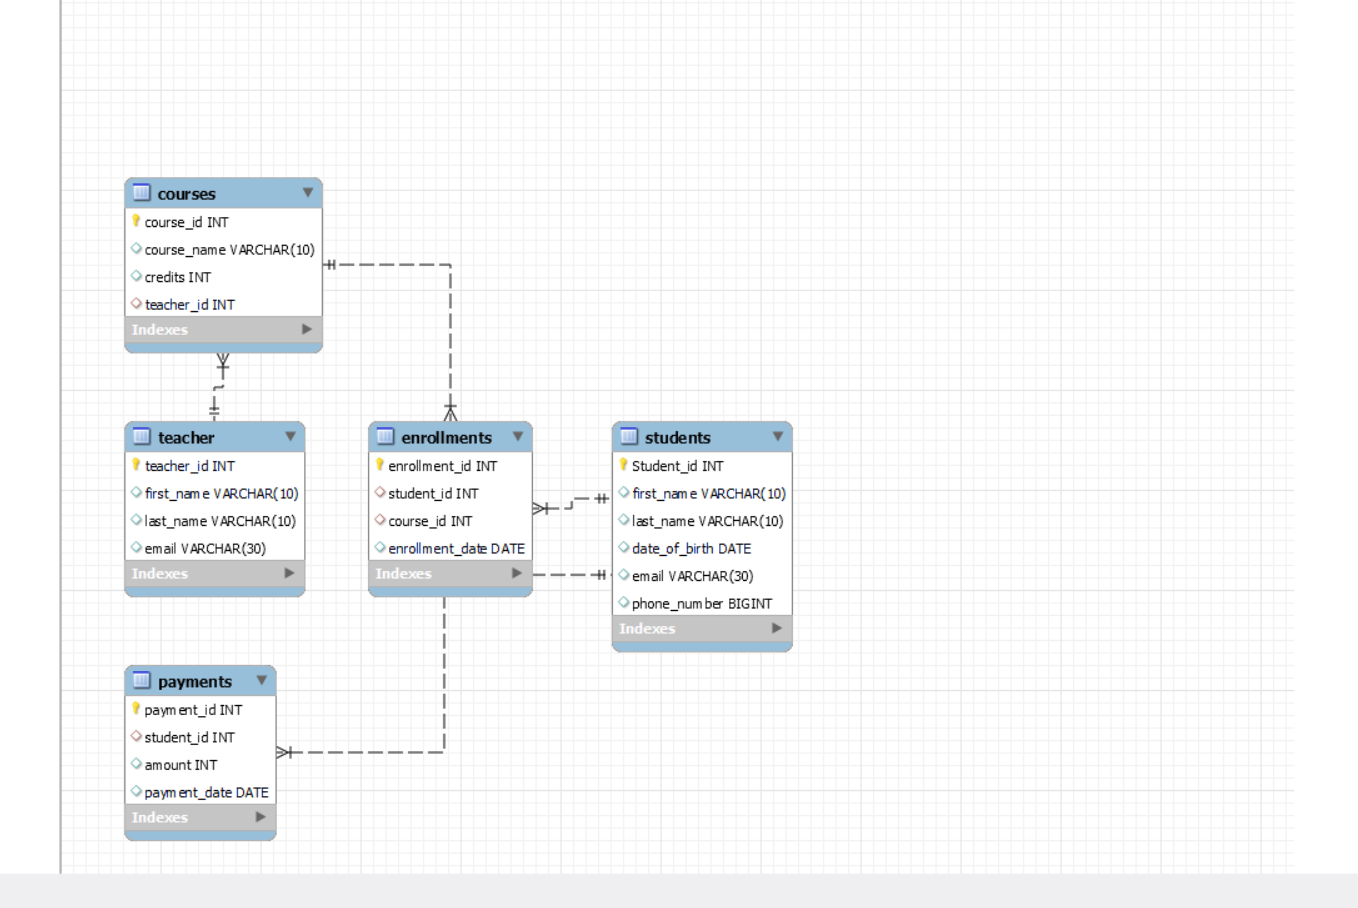 courses
course_id INT
course_name VARCHAR(10)
credits INT
teacher_id INT
Indexes
teacher
teacher_id INT
first_name VARCHAR(10)
last_name VARCHAR(10)
email VARCHAR(30)
Indexes
enrollments
enrollment_id INT
student_id INT
course_id INT
enrollment_date DATE
Indexes
students
Student_id INT
first_name VARCHAR(10)
last_name VARCHAR(10)
date_of_birth DATE
email VARCHAR(30)
phone_number BIGINT
Indexes
payments
payment_id INT
student_id INT
amount INT
payment_date DATE
Indexes